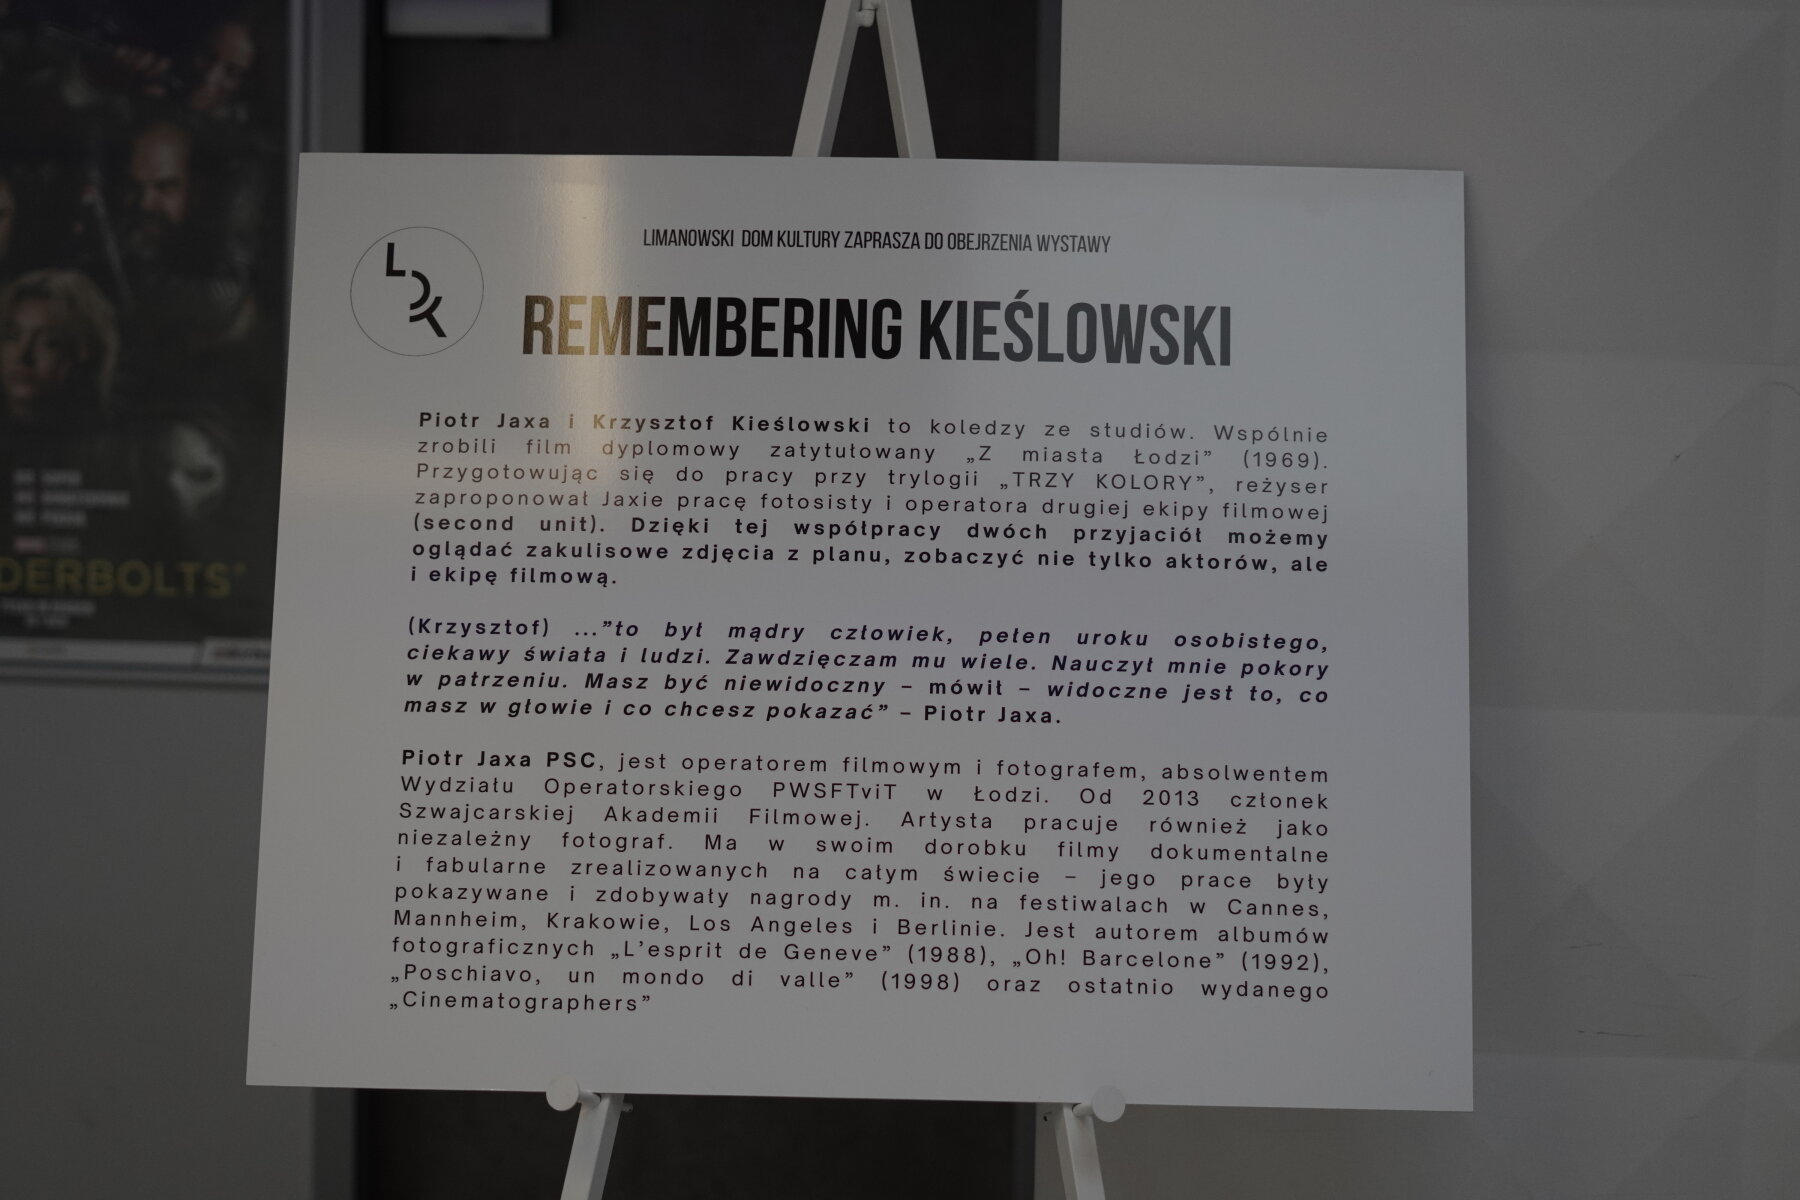 LDK
LIMANOWSKI DOM KULTURY ZAPRASZA DO OBEJRZENIA WYSTAWY
REMEMBERING KIEŚLOWSKI
Piotr Jaxa i Krzysztof Kieślowski to koledzy ze studiów. Wspólnie
zrobili film dyplomowy zatytułowany „Z miasta Łodzi” (1969).
Przygotowując się do pracy przy trylogii „TRZY KOLORY”, reżyser
zaproponował Jaxie pracę fotosisty i operatora drugiej ekipy filmowej
(second unit). Dzięki tej współpracy dwóch przyjaciół możemy
oglądać zakulisowe zdjęcia z planu, zobaczyć nie tylko aktorów, ale
i ekipę filmową.
(Krzysztof) ...”to był mądry człowiek, pełen uroku osobistego,
ciekawy świata i ludzi. Zawdzięczam mu wiele. Nauczył mnie pokory
w patrzeniu. Masz być niewidoczny – mówił – widoczne jest to, co
masz w głowie i co chcesz pokazać” – Piotr Jaxa.
Piotr Jaxa PSC, jest operatorem filmowym i fotografem, absolwentem
Wydziału Operatorskiego PWSFTviT w Łodzi. Od 2013 członek
Szwajcarskiej Akademii Filmowej. Artysta pracuje również jako
niezależny fotograf. Ma w swoim dorobku filmy dokumentalne
i fabularne zrealizowanych na całym świecie – jego prace były
pokazywane i zdobywały nagrody m. in. na festiwalach w Cannes,
Mannheim, Krakowie, Los Angeles i Berlinie. Jest autorem albumów
fotograficznych „L’esprit de Geneve” (1988), „Oh! Barcelone” (1992),
„Poschiavo, un mondo di valle” (1998) oraz ostatnio wydanego
„Cinematographers”
DERBOLTS*